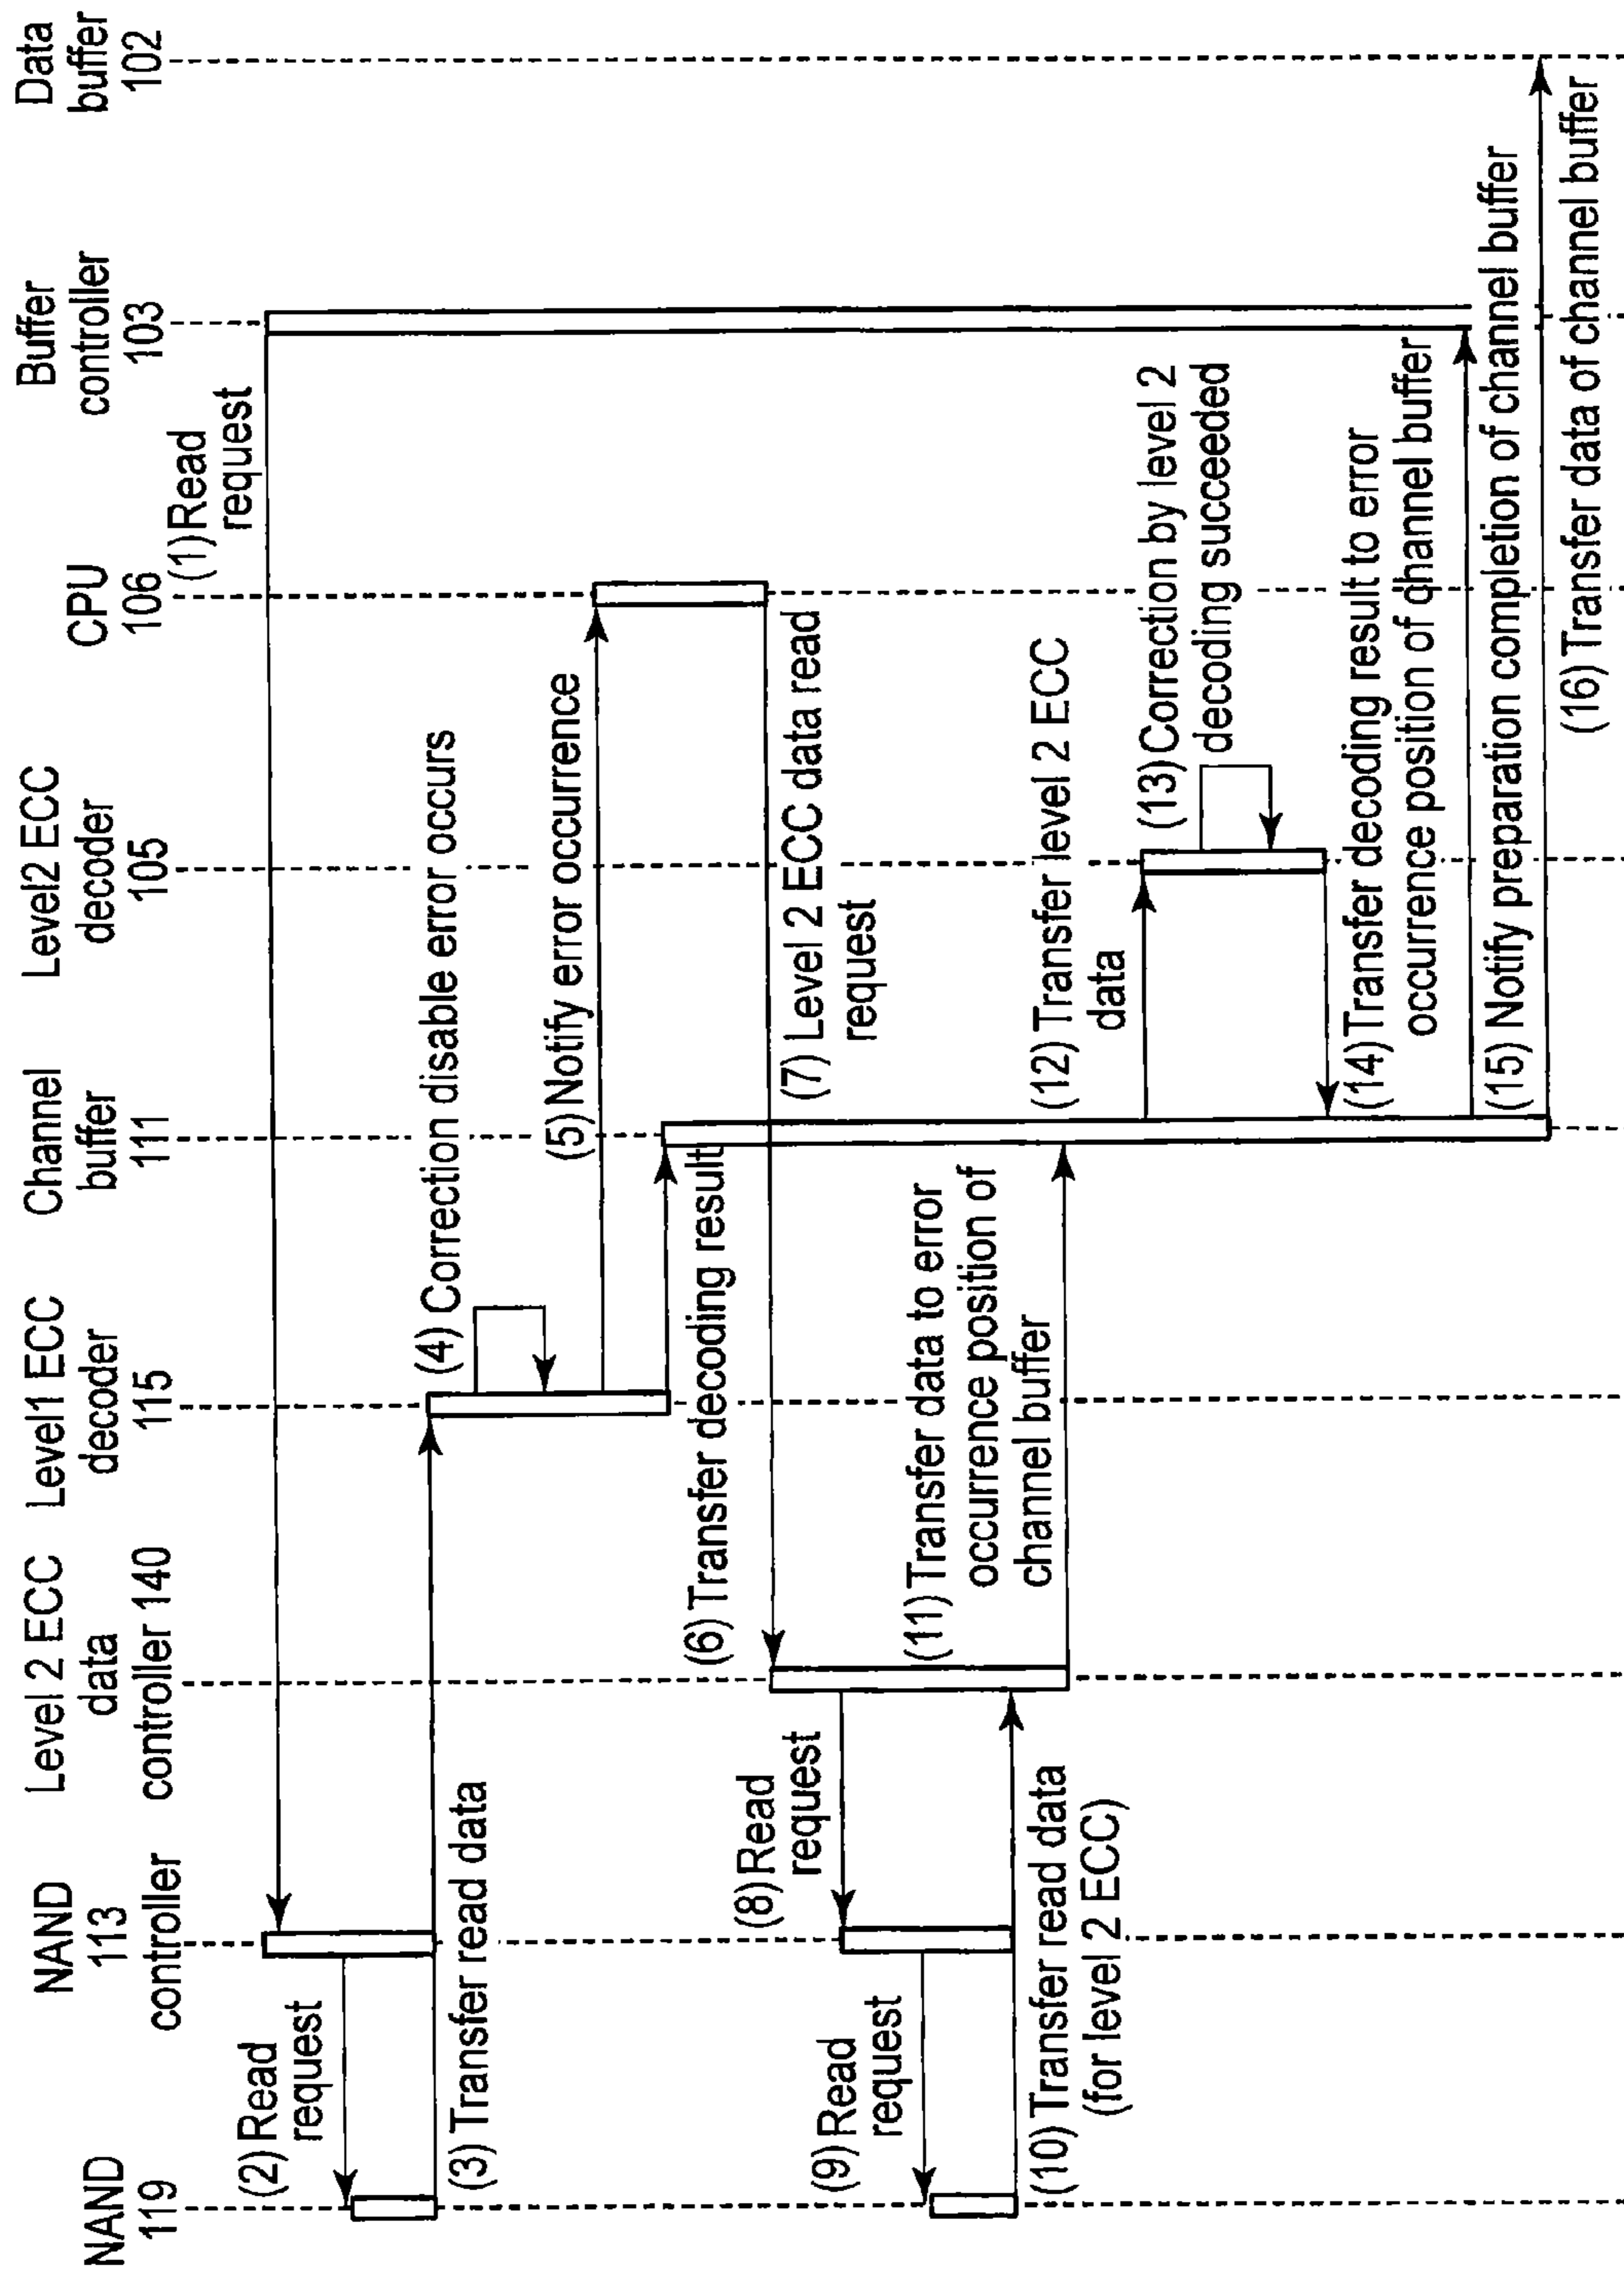 NAND
119
NAND
113
controller
Level 2 ECC
data
controller 140
Level1 ECC
decoder
115
Channel
buffer
111
Level2 ECC
decoder
105
CPU
106
Buffer
controller
103
Data
buffer
102
(1) Read
request
(2) Read
request
(3) Transfer read data
(4) Correction disable error occurs
(5) Notify error occurrence
(6) Transfer decoding result
(7) Level 2 ECC data read
request
(8) Read
request
(9) Read
request
(10) Transfer read data
(for level 2 ECC)
(11) Transfer data to error
occurrence position of
channel buffer
(12) Transfer level 2 ECC
data
(13) Correction by level 2
decoding succeeded
(14) Transfer decoding result to error
occurrence position of channel buffer
(15) Notify preparation completion of channel buffer
(16) Transfer data of channel buffer